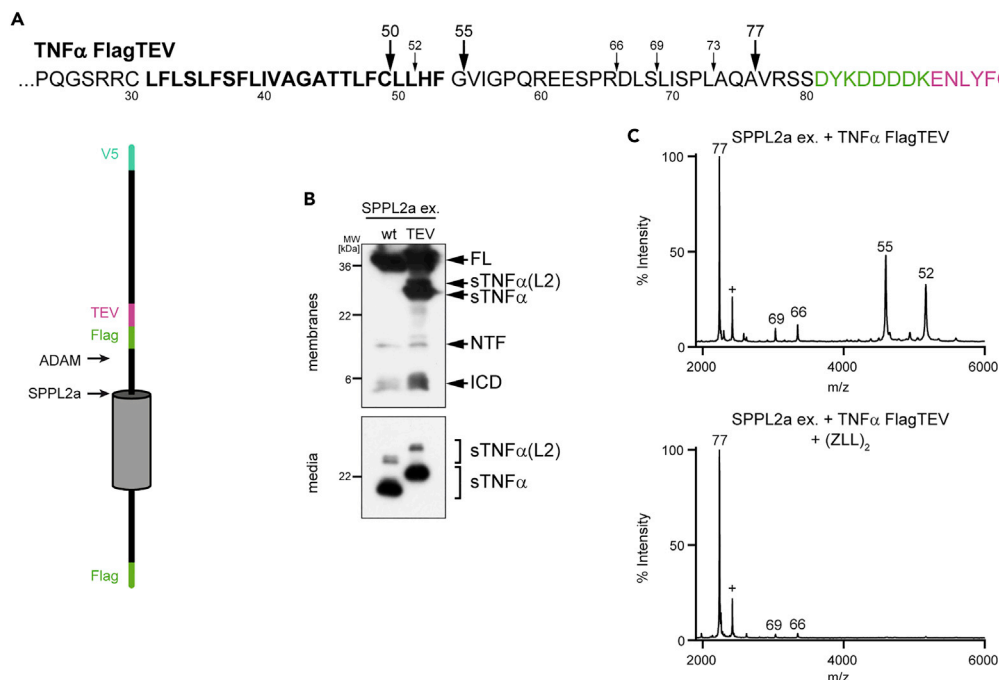 A
TNFα FlagTEV
50 52 55 66 69 73 77
...PQGSRRC LFLSLFSFLIVAGATTLFCLLHF GVIGPQREESPRDLSLISPLAQAVRSSDYKDDDDKENLYF
30 40 50 60 70 80
V5
TEV
Flag
ADAM
SPPL2a
Flag
B
SPPL2a ex.
MW wt TEV
[kDa]
36
22
6
membranes
FL
sTNFα(L2)
sTNFα
NTF
ICD
22
media
sTNFα(L2)
sTNFα
C
SPPL2a ex. + TNFα FlagTEV
77
100
50
0
% Intensity
+
69 66
55
52
2000 4000 6000
m/z
SPPL2a ex. + TNFα FlagTEV
+ (ZLL)2
77
100
50
0
% Intensity
+
69 66
2000 4000 6000
m/z